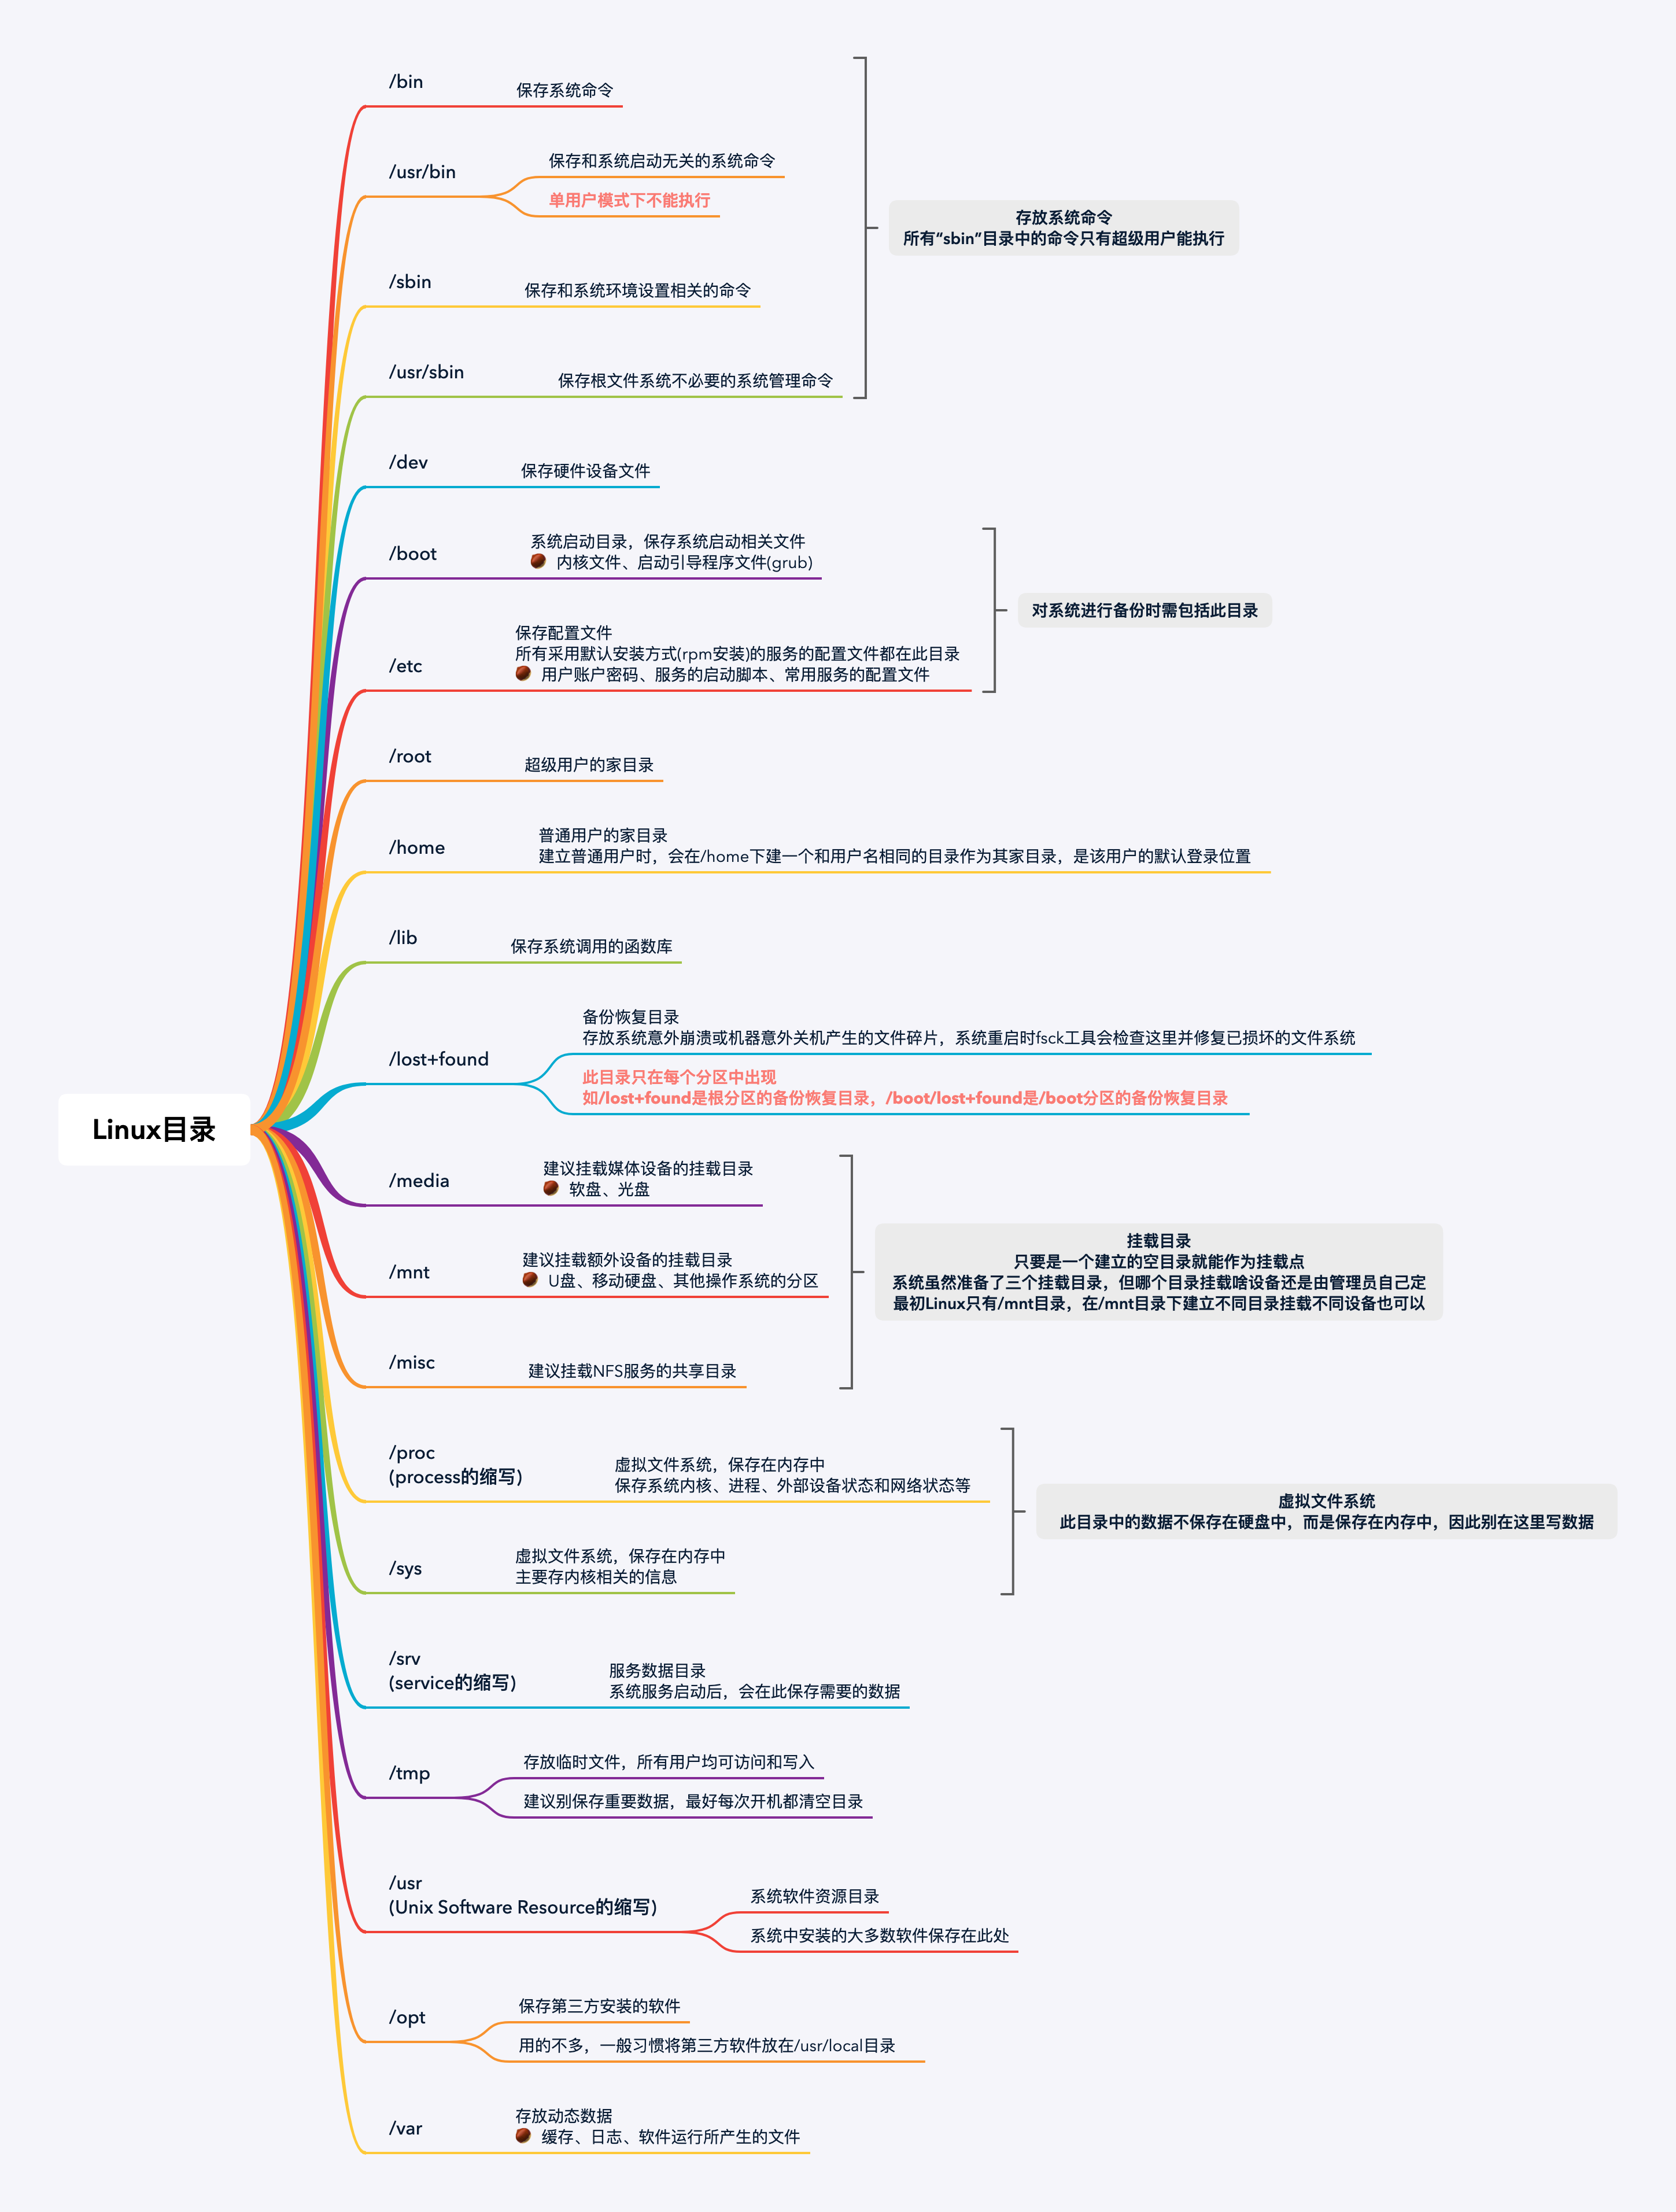 Linux目录
/bin
保存系统命令
/usr/bin
保存和系统启动无关的系统命令
单用户模式下不能执行
/sbin
保存和系统环境设置相关的命令
/usr/sbin
保存根文件系统不必要的系统管理命令
存放系统命令
所有“sbin”目录中的命令只有超级用户能执行
/dev
保存硬件设备文件
/boot
系统启动目录，保存系统启动相关文件
内核文件、启动引导程序文件(grub)
/etc
保存配置文件
所有采用默认安装方式(rpm安装)的服务的配置文件都在此目录
用户账户密码、服务的启动脚本、常用服务的配置文件
对系统进行备份时需包括此目录
/root
超级用户的家目录
/home
普通用户的家目录
建立普通用户时，会在/home下建一个和用户名相同的目录作为其家目录，是该用户的默认登录位置
/lib
保存系统调用的函数库
/lost+found
备份恢复目录
存放系统意外崩溃或机器意外关机产生的文件碎片，系统重启时fsck工具会检查这里并修复已损坏的文件系统
此目录只在每个分区中出现
如/lost+found是根分区的备份恢复目录，/boot/lost+found是/boot分区的备份恢复目录
/media
建议挂载媒体设备的挂载目录
软盘、光盘
/mnt
建议挂载额外设备的挂载目录
U盘、移动硬盘、其他操作系统的分区
/misc
建议挂载NFS服务的共享目录
挂载目录
只要是一个建立的空目录就能作为挂载点
系统虽然准备了三个挂载目录，但哪个目录挂载啥设备还是由管理员自己定
最初Linux只有/mnt目录，在/mnt目录下建立不同目录挂载不同设备也可以
/proc
(process的缩写)
虚拟文件系统，保存在内存中
保存系统内核、进程、外部设备状态和网络状态等
/sys
虚拟文件系统，保存在内存中
主要存内核相关的信息
虚拟文件系统
此目录中的数据不保存在硬盘中，而是保存在内存中，因此别在这里写数据
/srv
(service的缩写)
服务数据目录
系统服务启动后，会在此保存需要的数据
/tmp
存放临时文件，所有用户均可访问和写入
建议别保存重要数据，最好每次开机都清空目录
/usr
(Unix Software Resource的缩写)
系统软件资源目录
系统中安装的大多数软件保存在此处
/opt
保存第三方安装的软件
用的不多，一般习惯将第三方软件放在/usr/local目录
/var
存放动态数据
缓存、日志、软件运行所产生的文件